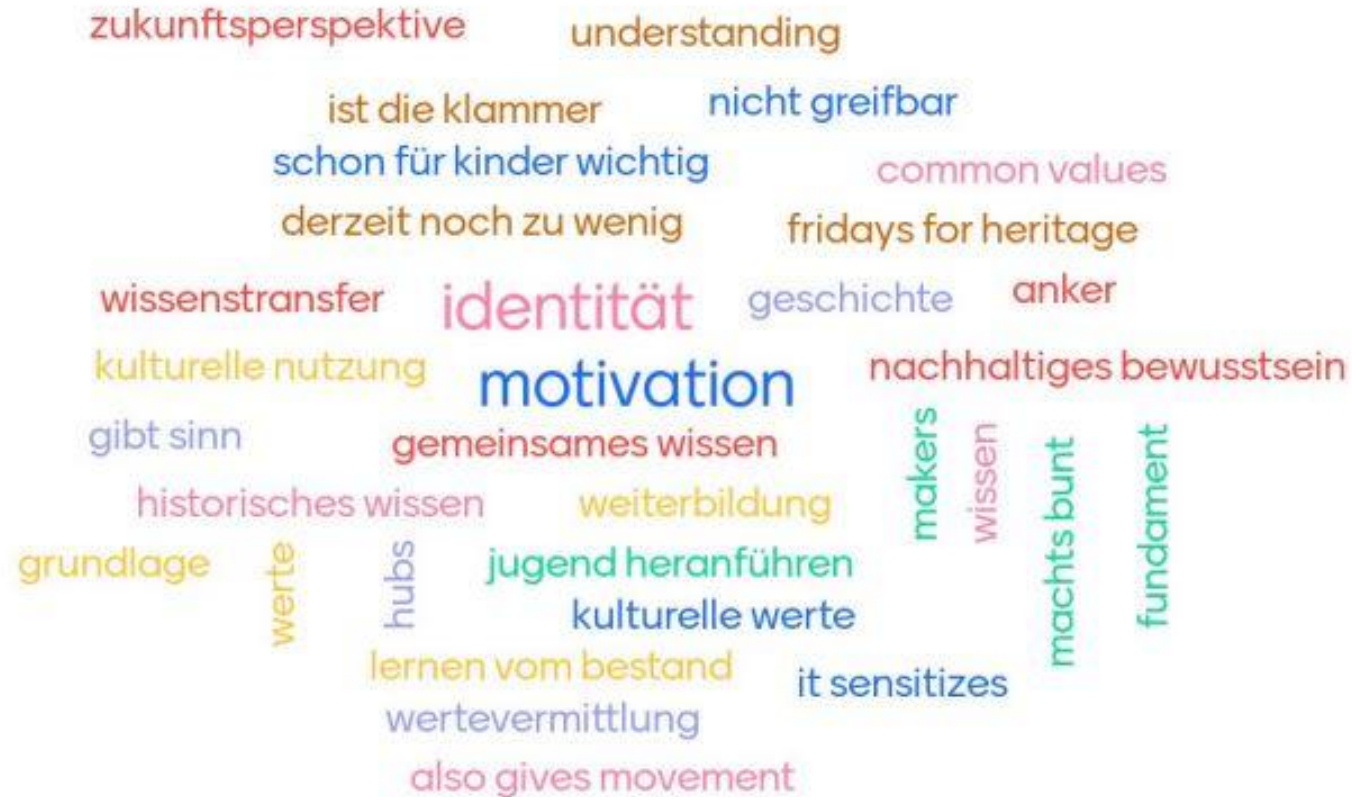 zukunftsperspektive
understanding
ist die klammer
nicht greifbar
schon für kinder wichtig
common values
derzeit noch zu wenig
fridays for heritage
wissenstransfer
identität
geschichte
anker
kulturelle nutzung
motivation
nachhaltiges bewusstsein
gibt sinn
gemeinsames wissen
makers
wissen
machts bunt
fundament
historisches wissen
weiterbildung
grundlage
werte
hubs
jugend heranführen
kulturelle werte
lernen vom bestand
it sensitizes
wertevermittlung
also gives movement